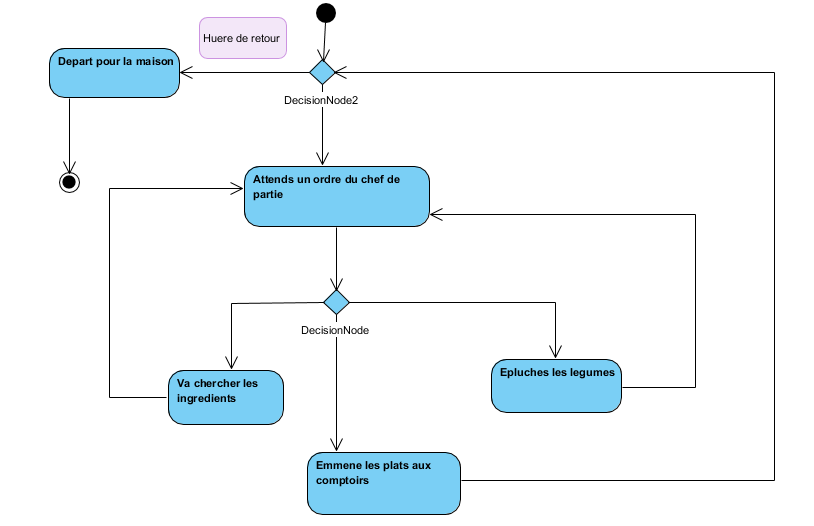 Huere de retour
Depart pour la maison
DecisionNode2
Attends un ordre du chef de
partie
DecisionNode
Va chercher les
ingredients
Epluches les legumes
Emmene les plats aux
comptoirs